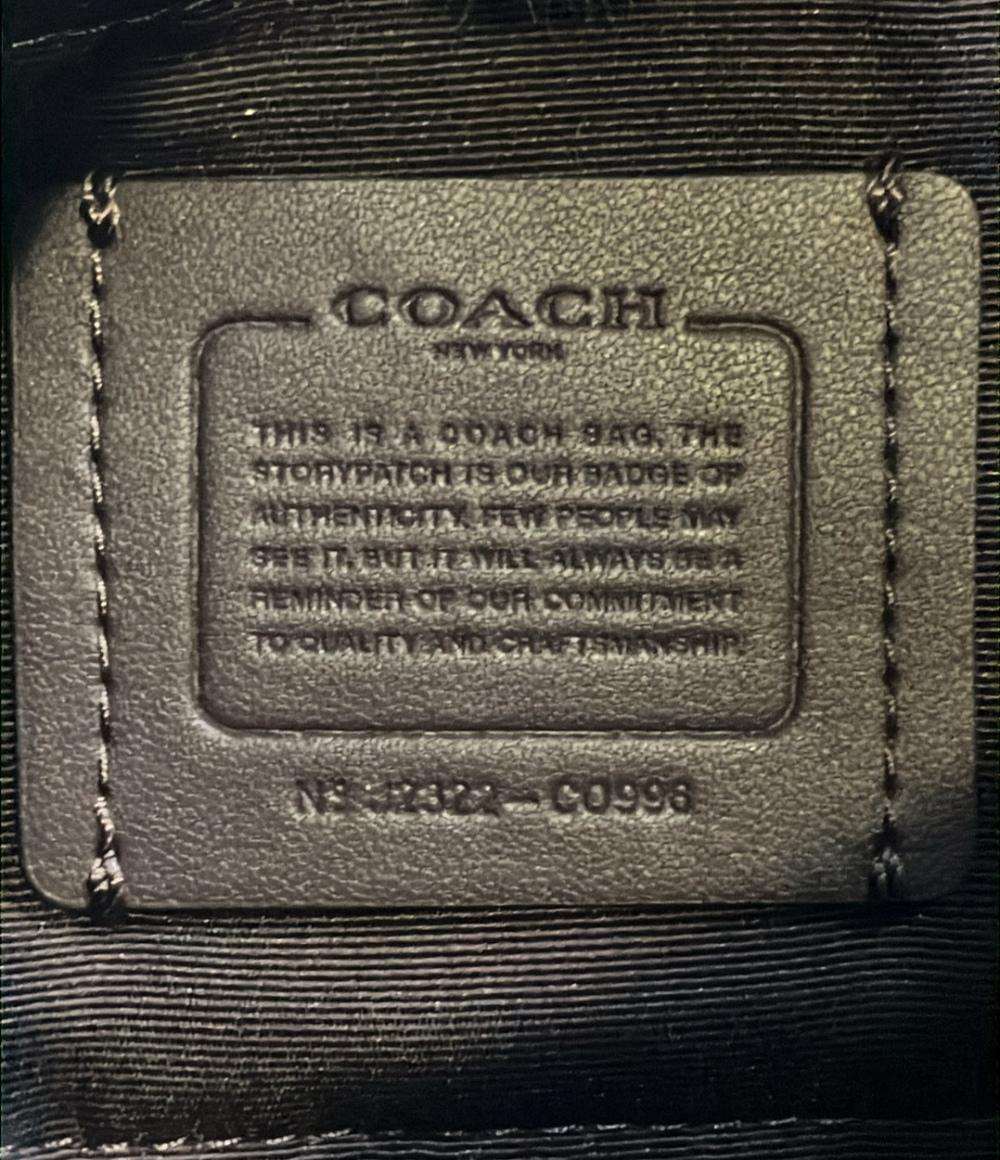 COACH
NEW YORK
THIS IS A COACH BAG. THE
STORYPATCH IS OUR BADGE OF
AUTHENTICITY. FEW PEOPLE MAY
SEE IT, BUT IT WILL ALWAYS BE A
REMINDER OF OUR COMMITMENT
TO QUALITY AND CRAFTSMANSHIP.